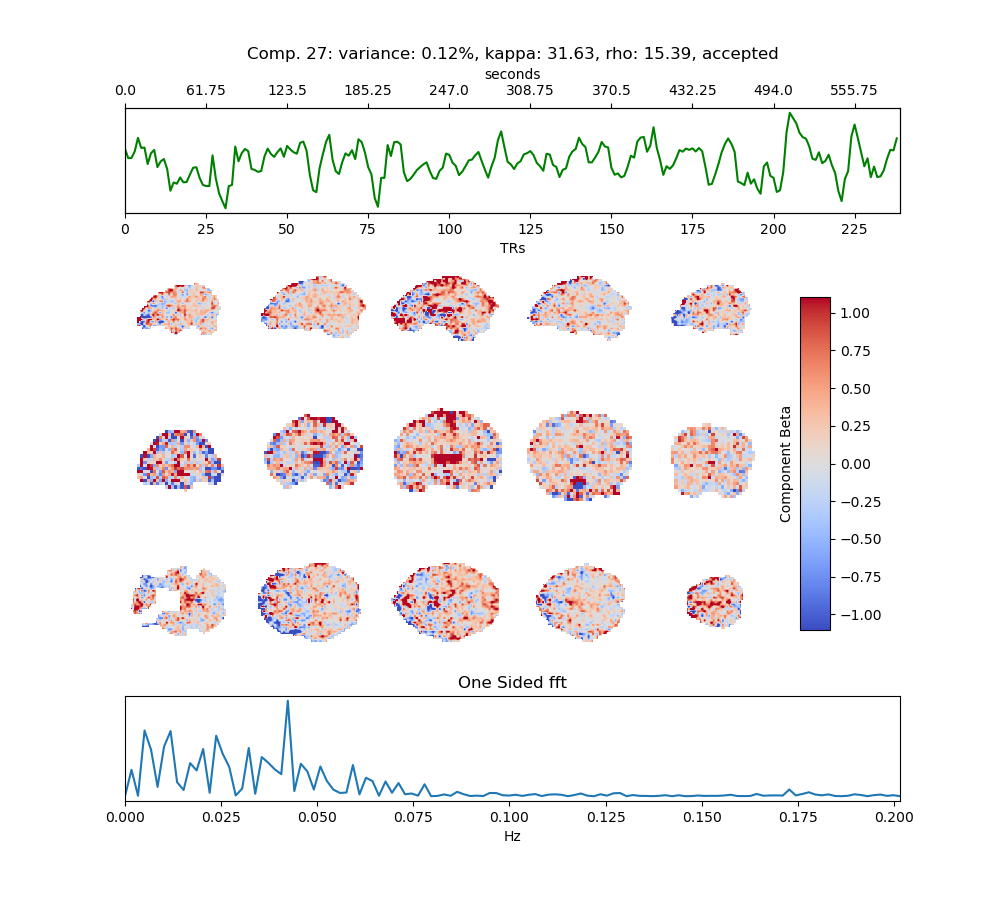 Comp. 27: variance: 0.12%, kappa: 31.63, rho: 15.39, accepted
seconds
0.0 61.75 123.5 185.25 247.0 308.75 370.5 432.25 494.0 555.75
0 25 50 75 100 125 150 175 200 225
TRs
1.00
0.75
0.50
0.25
0.00
−0.25
−0.50
−0.75
−1.00
Component Beta
One Sided fft
0.000 0.025 0.050 0.075 0.100 0.125 0.150 0.175 0.200
Hz